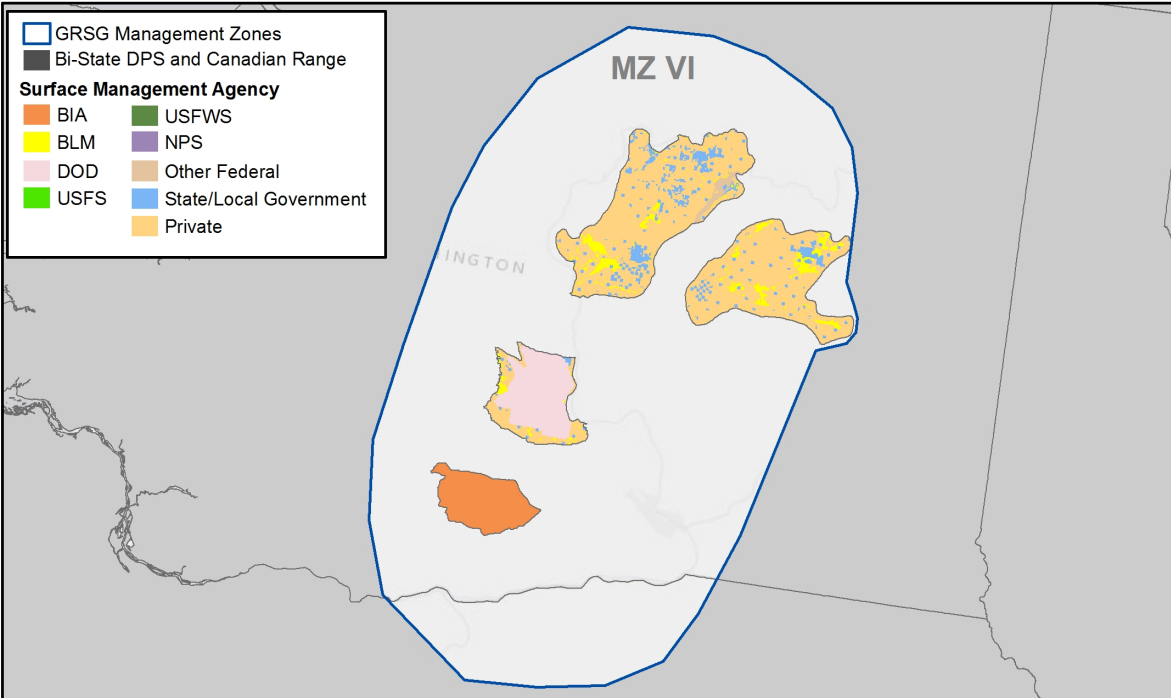 GRSG Management Zones
Bi-State DPS and Canadian Range
Surface Management Agency
BIA
BLM
DOD
USFS
USFWS
NPS
Other Federal
State/Local Government
Private
MZ VI
INGTON